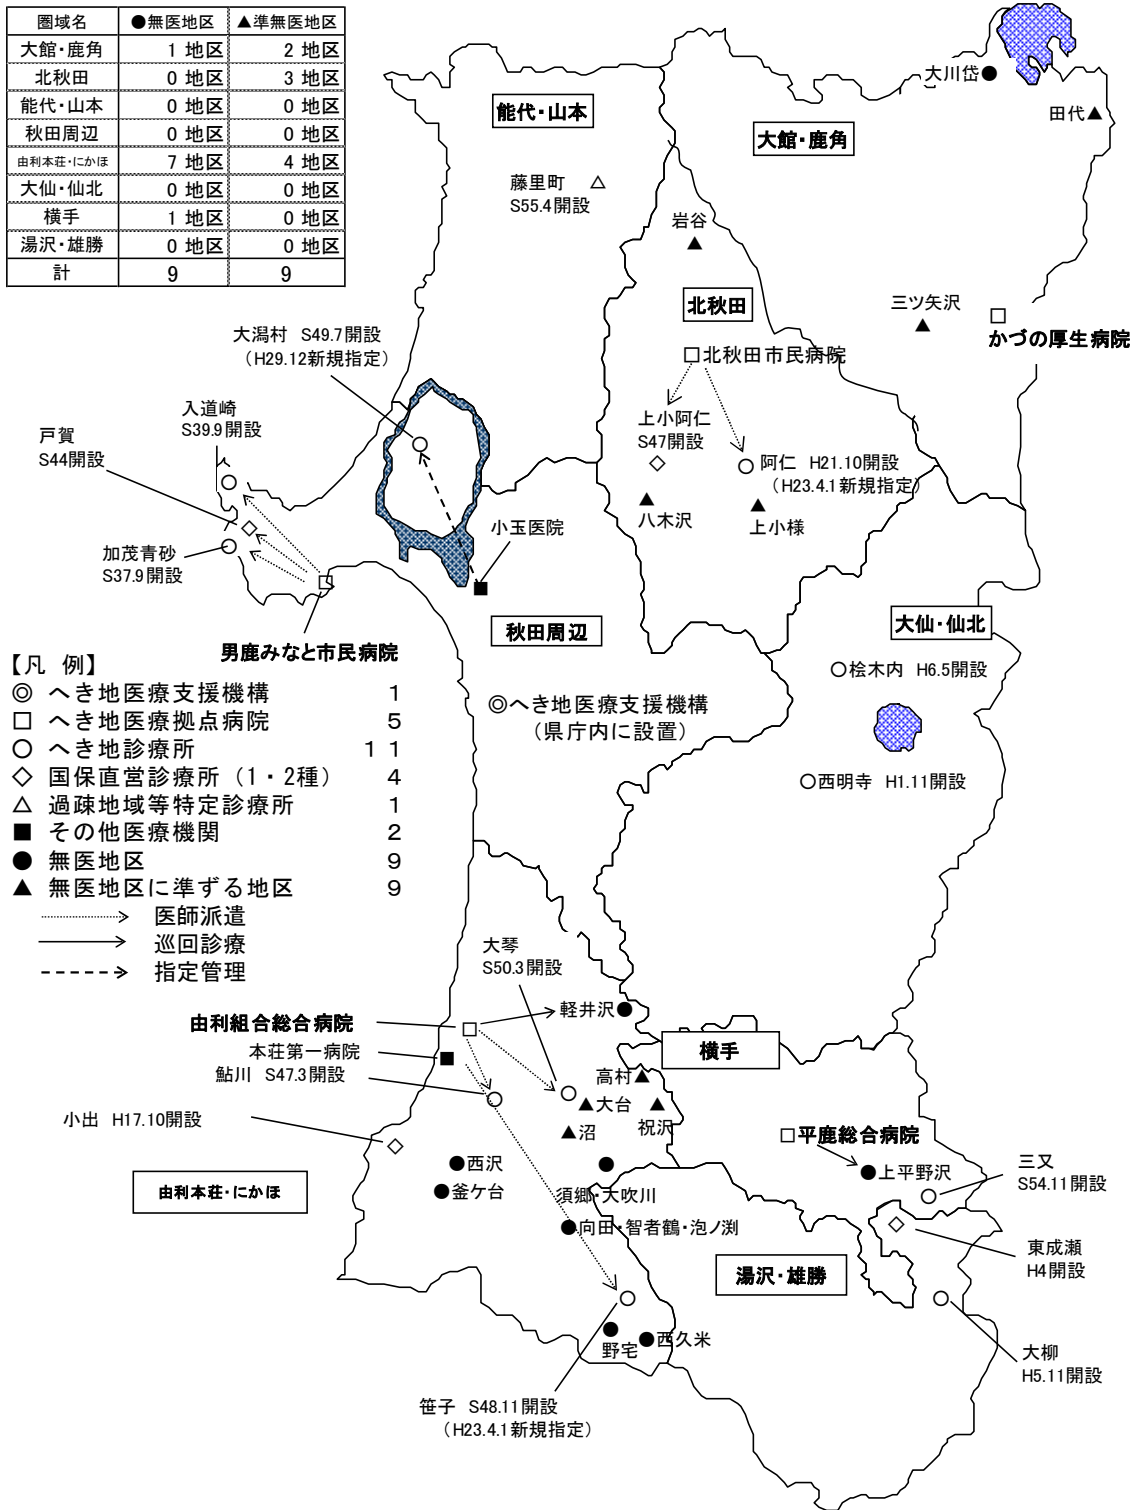 圏域名 ●無医地区 ▲準無医地区
大館・鹿角 1 地区 2 地区
北秋田 0 地区 3 地区
能代・山本 0 地区 0 地区
秋田周辺 0 地区 0 地区
由利本荘・にかほ 7 地区 4 地区
大仙・仙北 0 地区 0 地区
横手 1 地区 0 地区
湯沢・雄勝 0 地区 0 地区
計 9 9
大川岱●
田代▲
能代・山本
大館・鹿角
藤里町 △
S55.4開設
岩谷
▲
北秋田
三ツ矢沢
▲
□
かづの厚生病院
大潟村 S49.7開設
（H29.12新規指定）
□北秋田市民病院
入道崎
S39.9開設
戸賀
S44開設
上小阿仁
S47開設
◇
○阿仁 H21.10開設
（H23.4.1新規指定）
▲
八木沢
▲
上小様
小玉医院
■
加茂青砂
S37.9開設
男鹿みなと市民病院
秋田周辺
大仙・仙北
○桧木内 H6.5開設
◎へき地医療支援機構
（県庁内に設置）
○西明寺 H1.11開設
【凡 例】
◎ へき地医療支援機構 1
□ へき地医療拠点病院 5
○ へき地診療所 11
◇ 国保直営診療所（1・2種） 4
△ 過疎地域等特定診療所 1
■ その他医療機関 2
● 無医地区 9
▲ 無医地区に準ずる地区 9
医師派遣
巡回診療
指定管理
大琴
S50.3開設
軽井沢●
由利組合総合病院
本荘第一病院
鮎川 S47.3開設
横手
高村▲
▲大台
▲
祝沢
▲沼
小出 H17.10開設
□平鹿総合病院
●上平野沢
三又
S54.11開設
●西沢
●釜ケ台
由利本荘・にかほ
●
須郷・大吹川
●向田・智者鶴・泡ノ渕
東成瀬
H4開設
湯沢・雄勝
●
野宅
●西久米
大柳
H5.11開設
笹子 S48.11開設
（H23.4.1新規指定）